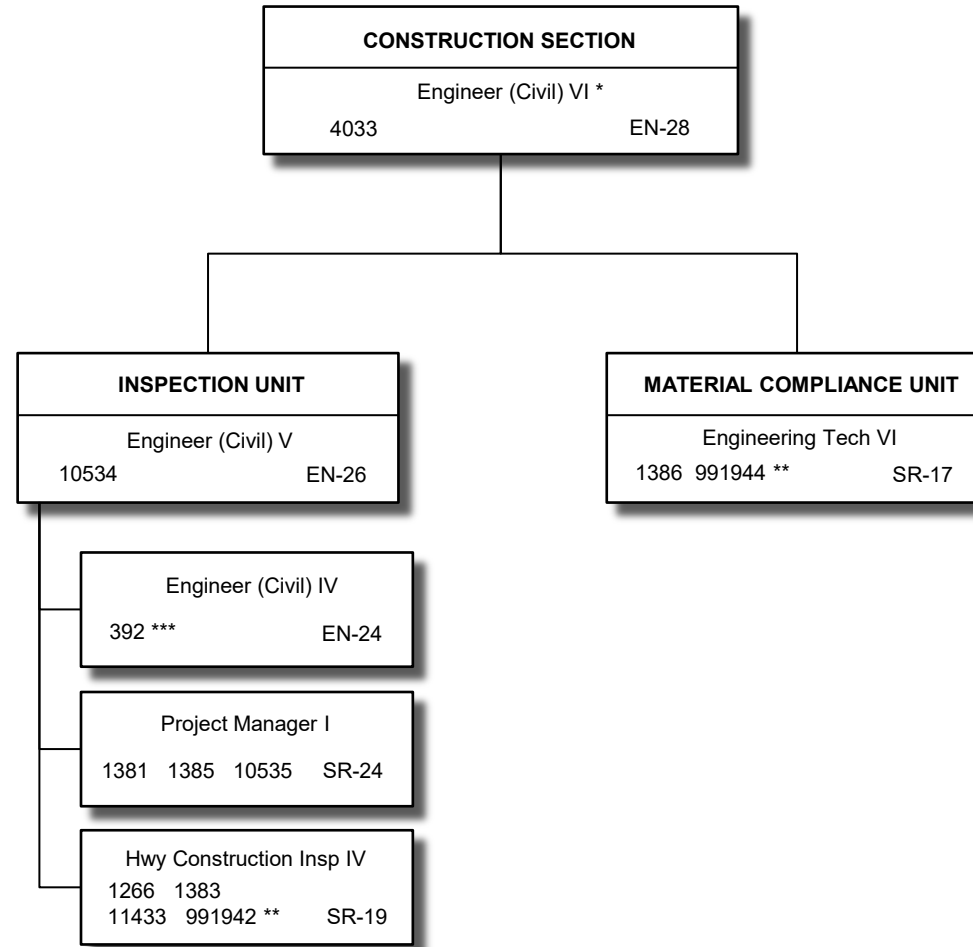 CONSTRUCTION SECTION
Engineer (Civil) VI *
4033 EN-28
INSPECTION UNIT
Engineer (Civil) V
10534 EN-26
MATERIAL COMPLIANCE UNIT
Engineering Tech VI
1386 991944 ** SR-17
Engineer (Civil) IV
392 *** EN-24
Project Manager I
1381 1385 10535 SR-24
Hwy Construction Insp IV
1266 1383
11433 991942 ** SR-19